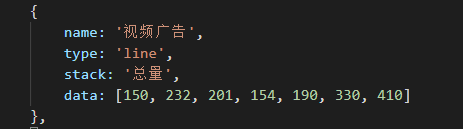 {
name: '视频广告',
type: 'line',
stack: '总量',
data: [150, 232, 201, 154, 190, 330, 410]
},